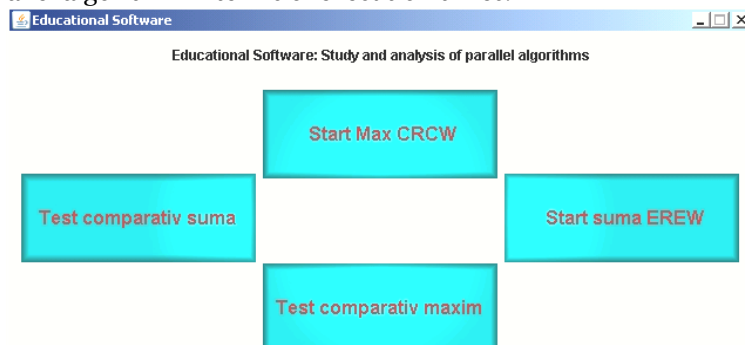 Educational Software
Educational Software: Study and analysis of parallel algorithms
Start Max CRCW
Test comparativ suma
Start suma EREW
Test comparativ maxim